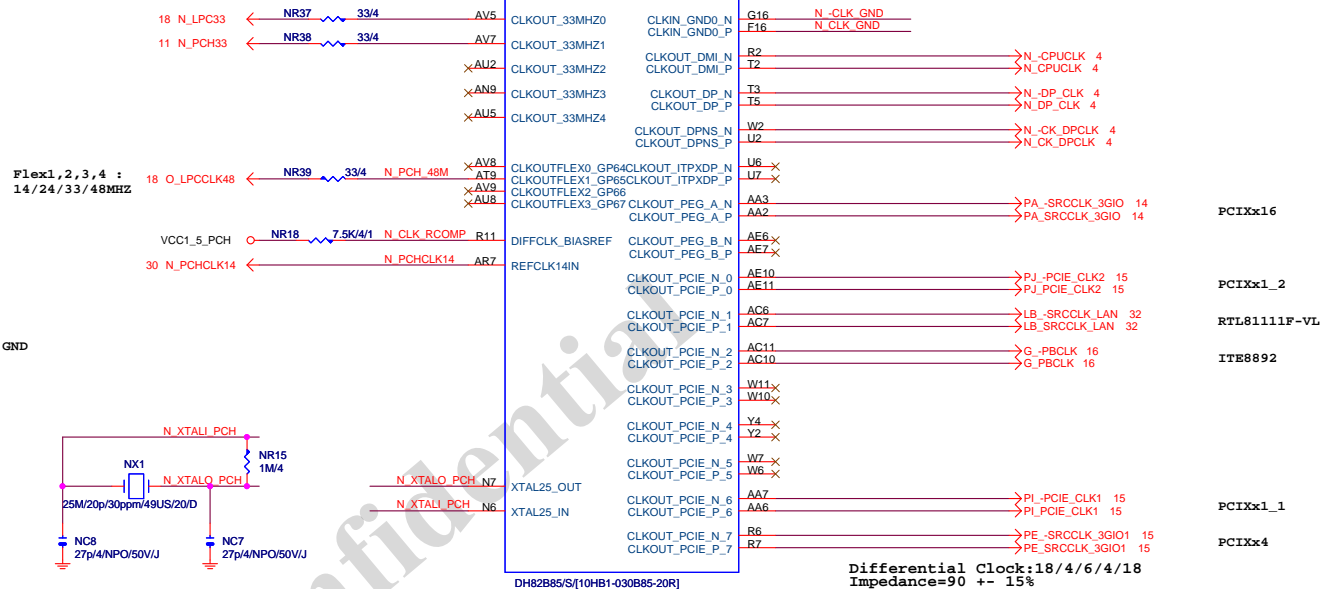 18 N_LPC33 NR37 33/4 AV5 CLKOUT_33MHZ0
11 N_PCH33 NR38 33/4 AV7 CLKOUT_33MHZ1
AU2 CLKOUT_33MHZ2
AN9 CLKOUT_33MHZ3
AU5 CLKOUT_33MHZ4
Flex1,2,3,4 :
14/24/33/48MHZ
AV8 CLKOUTFLEX0_GP64
18 O_LPCCLK48 NR39 33/4 N_PCH_48M AT9 CLKOUTFLEX1_GP65
AV9 CLKOUTFLEX2_GP66
AU8 CLKOUTFLEX3_GP67
VCC1_5_PCH NR18 7.5K/4/1 N_CLK_RCOMP R11 DIFFCLK_BIASREF
30 N_PCHCLK14 N_PCHCLK14 AR7 REFCLK14IN
GND
N_XTALI_PCH
NR15
1M/4
NX1
N_XTALO_PCH
25M/20p/30ppm/49US/20/D
NC8
27p/4/NPO/50V/J
NC7
27p/4/NPO/50V/J
N_XTALO_PCH N7 XTAL25_OUT
N_XTALI_PCH N6 XTAL25_IN
CLKIN_GND0_N G16 N_-CLK_GND
CLKIN_GND0_P F16 N_CLK_GND
CLKOUT_DMI_N R2 N_-CPUCLK 4
CLKOUT_DMI_P T2 N_CPUCLK 4
CLKOUT_DP_N T3 N_-DP_CLK 4
CLKOUT_DP_P T5 N_DP_CLK 4
CLKOUT_DPNS_N W2 N_-CK_DPCLK 4
CLKOUT_DPNS_P U2 N_CK_DPCLK 4
CLKOUT_ITPXDP_N U6
CLKOUT_ITPXDP_P U7
CLKOUT_PEG_A_N AA3 PA_-SRCCLK_3GIO 14
CLKOUT_PEG_A_P AA2 PA_SRCCLK_3GIO 14
PCIXx16
CLKOUT_PEG_B_N AE6
CLKOUT_PEG_B_P AE7
CLKOUT_PCIE_N_0 AE10 PJ_-PCIE_CLK2 15
CLKOUT_PCIE_P_0 AE11 PJ_PCIE_CLK2 15
PCIXx1_2
CLKOUT_PCIE_N_1 AC6 LB_-SRCCLK_LAN 32
CLKOUT_PCIE_P_1 AC7 LB_SRCCLK_LAN 32
RTL81111F-VL
CLKOUT_PCIE_N_2 AC11 G_-PBCLK 16
CLKOUT_PCIE_P_2 AC10 G_PBCLK 16
ITE8892
CLKOUT_PCIE_N_3 W11
CLKOUT_PCIE_P_3 W10
CLKOUT_PCIE_N_4 Y4
CLKOUT_PCIE_P_4 Y2
CLKOUT_PCIE_N_5 W7
CLKOUT_PCIE_P_5 W6
CLKOUT_PCIE_N_6 AA7 PI_-PCIE_CLK1 15
CLKOUT_PCIE_P_6 AA6 PI_PCIE_CLK1 15
PCIXx1_1
CLKOUT_PCIE_N_7 R6 PE_-SRCCLK_3GIO1 15
CLKOUT_PCIE_P_7 R7 PE_SRCCLK_3GIO1 15
PCIXx4
DH82B85/S/[10HB1-030B85-20R]
Differential Clock:18/4/6/4/18
Impedance=90 +- 15%
nfidential